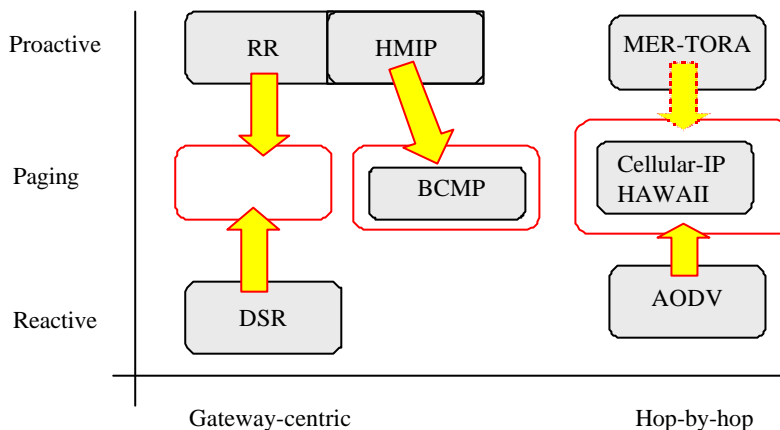 Proactive
RR
HMIP
MER-TORA
Paging
BCMP
Cellular-IP
HAWAII
Reactive
DSR
AODV
Gateway-centric
Hop-by-hop